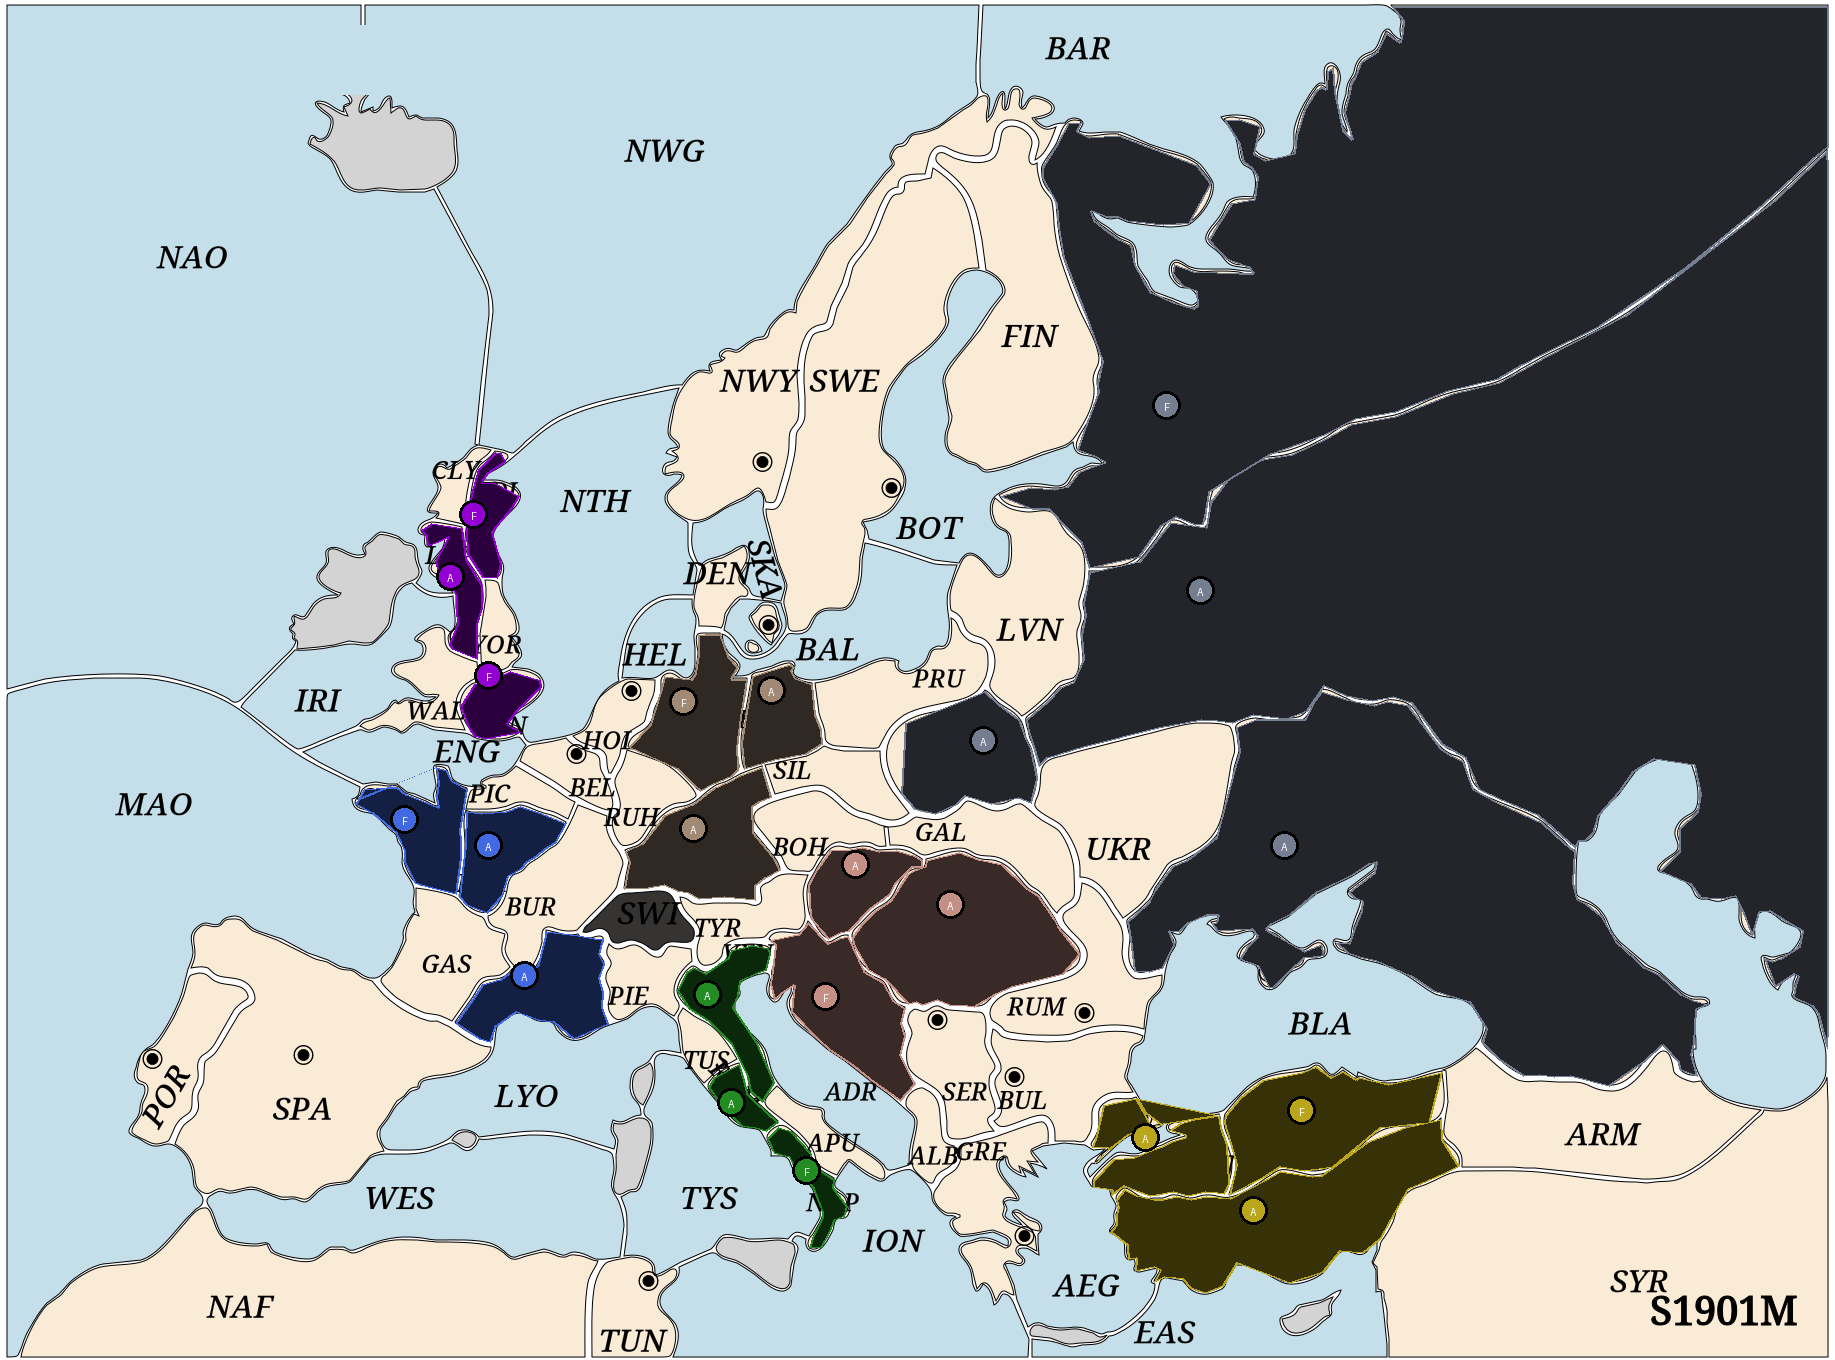 BAR
NWG
NAO
FIN
NWY
SWE
CLY
NTH
BOT
SKA
DEN
LVN
YOR
HEL
BAL
PRU
IRI
WAL
ENG
HOL
SIL
BEL
PIC
MAO
RUH
GAL
BOH
UKR
BUR
SWI
TYR
GAS
PIE
RUM
BLA
TUS
ADR
SER
BUL
POR
SPA
LYO
APU
ALB
GRE
ARM
WES
TYS
NAP
ION
AEG
SYR
S1901M
NAF
TUN
EAS
F
A
F
F
A
A
F
A
A
A
F
A
A
A
A
F
A
A
F
F
A
A